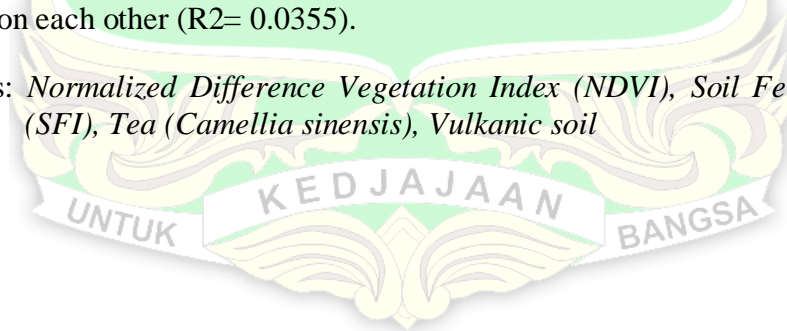 on each other (R2= 0.0355).
s: Normalized Difference Vegetation Index (NDVI), Soil Fe
(SFI), Tea (Camellia sinensis), Vulkanic soil
UNTUK KEDJAJAAN BANGSA